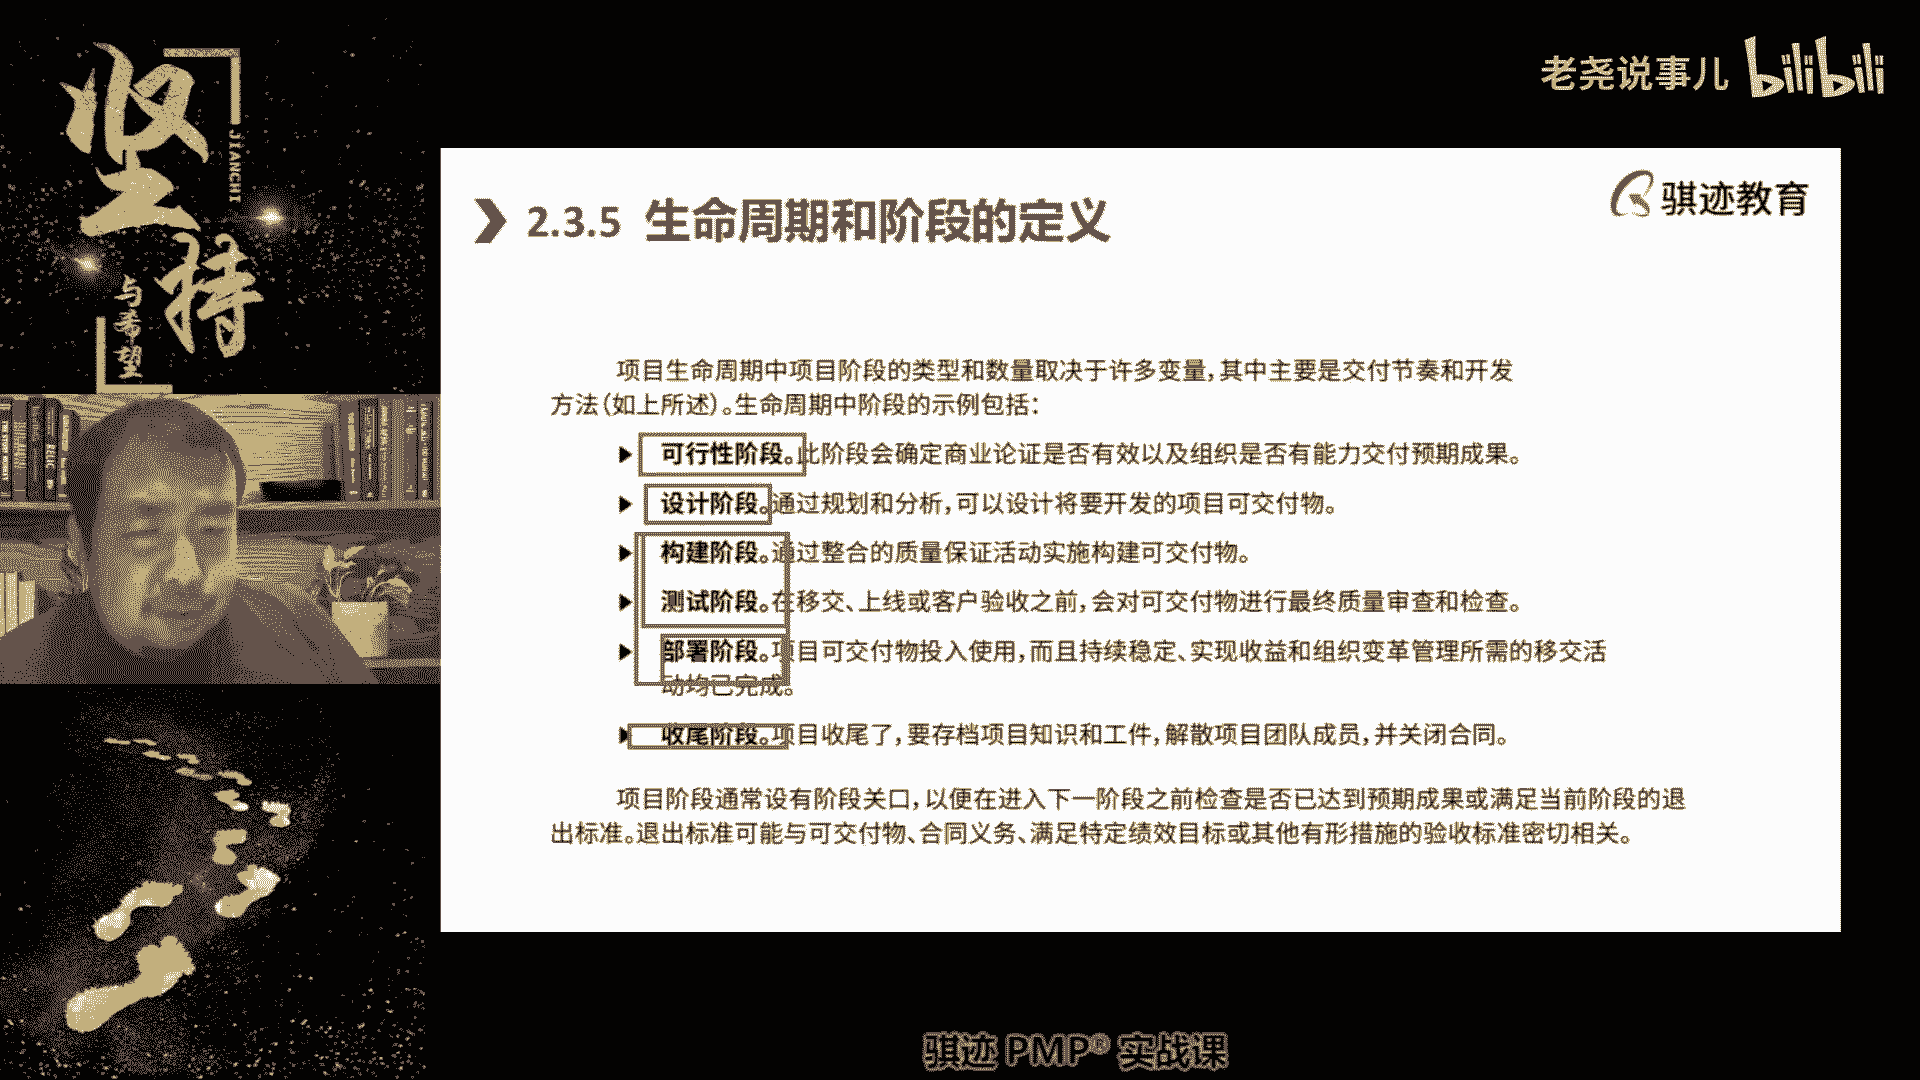 坚持
JIANCHI
与希望
老尧说事儿 bilibili
骐迹教育
2.3.5 生命周期和阶段的定义
项目生命周期中项目阶段的类型和数量取决于许多变量，其中主要是交付节奏和开发
方法（如上所述）。生命周期中阶段的示例包括：
可行性阶段。此阶段会确定商业论证是否有效以及组织是否有能力交付预期成果。
设计阶段。通过规划和分析，可以设计将要开发的项目可交付物。
构建阶段。通过整合的质量保证活动实施构建可交付物。
测试阶段。在移交、上线或客户验收之前，会对可交付物进行最终质量审查和检查。
部署阶段。项目可交付物投入使用，而且持续稳定、实现收益和组织变革管理所需的移交活
动均已完成。
收尾阶段。项目收尾了，要存档项目知识和工件，解散项目团队成员，并关闭合同。
项目阶段通常设有阶段关口，以便在进入下一阶段之前检查是否已达到预期成果或满足当前阶段的退
出标准。退出标准可能与可交付物、合同义务、满足特定绩效目标或其他有形措施的验收标准密切相关。
骐迹 PMP® 实战课